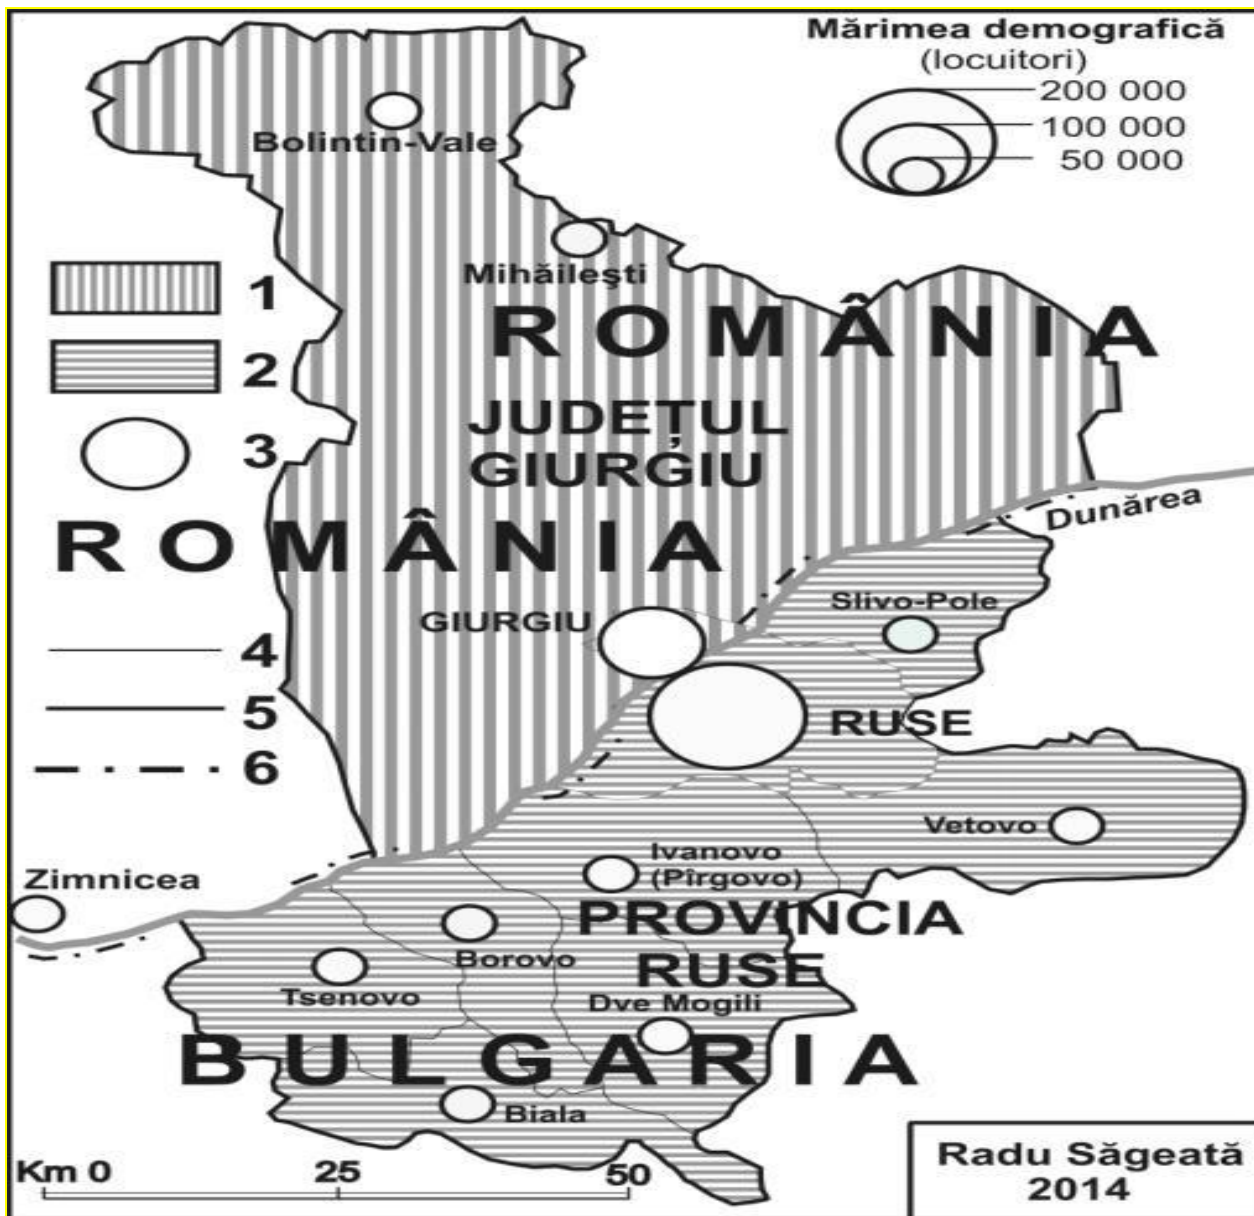 Mărimea demografică
(locuitori)
200 000
100 000
50 000
Bolintin-Vale
Mihăileşti
1
ROMÂNIA
2
JUDEȚUL
3
GIURGIU
Dunărea
ROMÂNIA
Slivo-Pole
GIURGIU
4
5
RUSE
6
Vetovo
Ivanovo
(Pîrgovo)
Zimnicea
PROVINCIA
Borovo
RUSE
Tsenovo
Dve Mogili
BULGARIA
Biala
Km 0 25 50
Radu Săgeată
2014